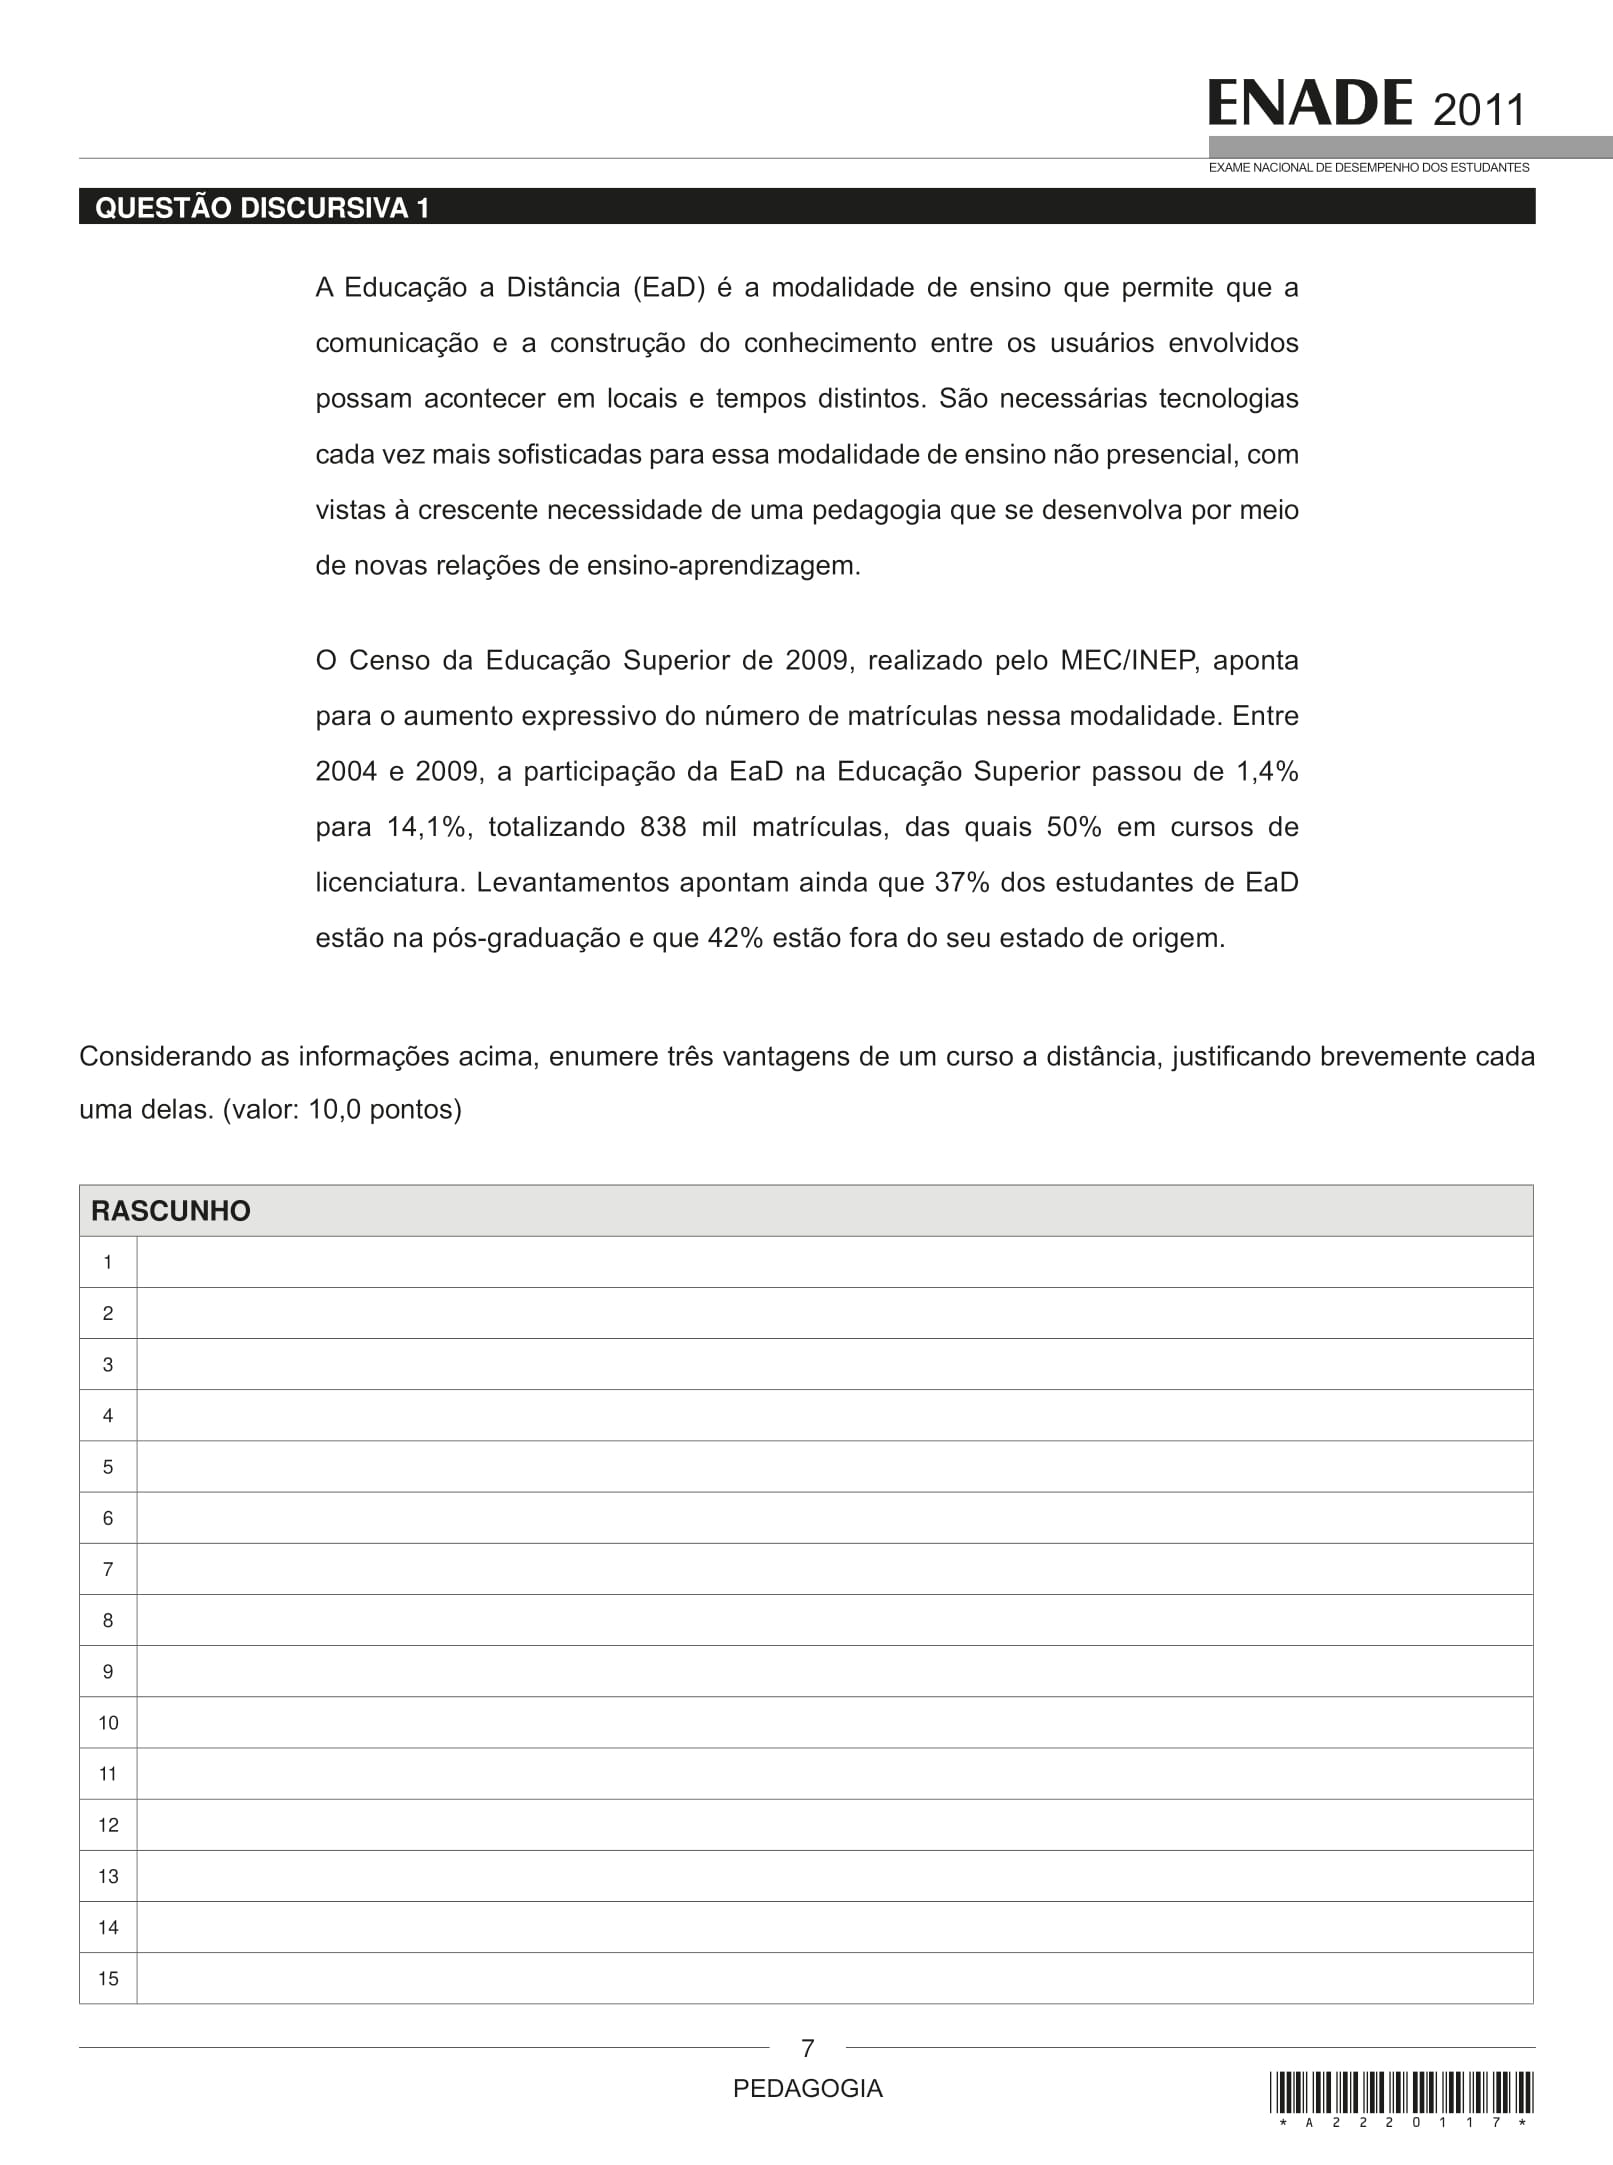 ENADE 2011
EXAME NACIONAL DE DESEMPENHO DOS ESTUDANTES
QUESTÃO DISCURSIVA 1
A Educação a Distância (EaD) é a modalidade de ensino que permite que a
comunicação e a construção do conhecimento entre os usuários envolvidos
possam acontecer em locais e tempos distintos. São necessárias tecnologias
cada vez mais sofisticadas para essa modalidade de ensino não presencial, com
vistas à crescente necessidade de uma pedagogia que se desenvolva por meio
de novas relações de ensino-aprendizagem.
O Censo da Educação Superior de 2009, realizado pelo MEC/INEP, aponta
para o aumento expressivo do número de matrículas nessa modalidade. Entre
2004 e 2009, a participação da EaD na Educação Superior passou de 1,4%
para 14,1%, totalizando 838 mil matrículas, das quais 50% em cursos de
licenciatura. Levantamentos apontam ainda que 37% dos estudantes de EaD
estão na pós-graduação e que 42% estão fora do seu estado de origem.
Considerando as informações acima, enumere três vantagens de um curso a distância, justificando brevemente cada
uma delas. (valor: 10,0 pontos)
RASCUNHO
1
2
3
4
5
6
7
8
9
10
11
12
13
14
15
7
PEDAGOGIA
* A 2 2 2 0 1 1 7 *